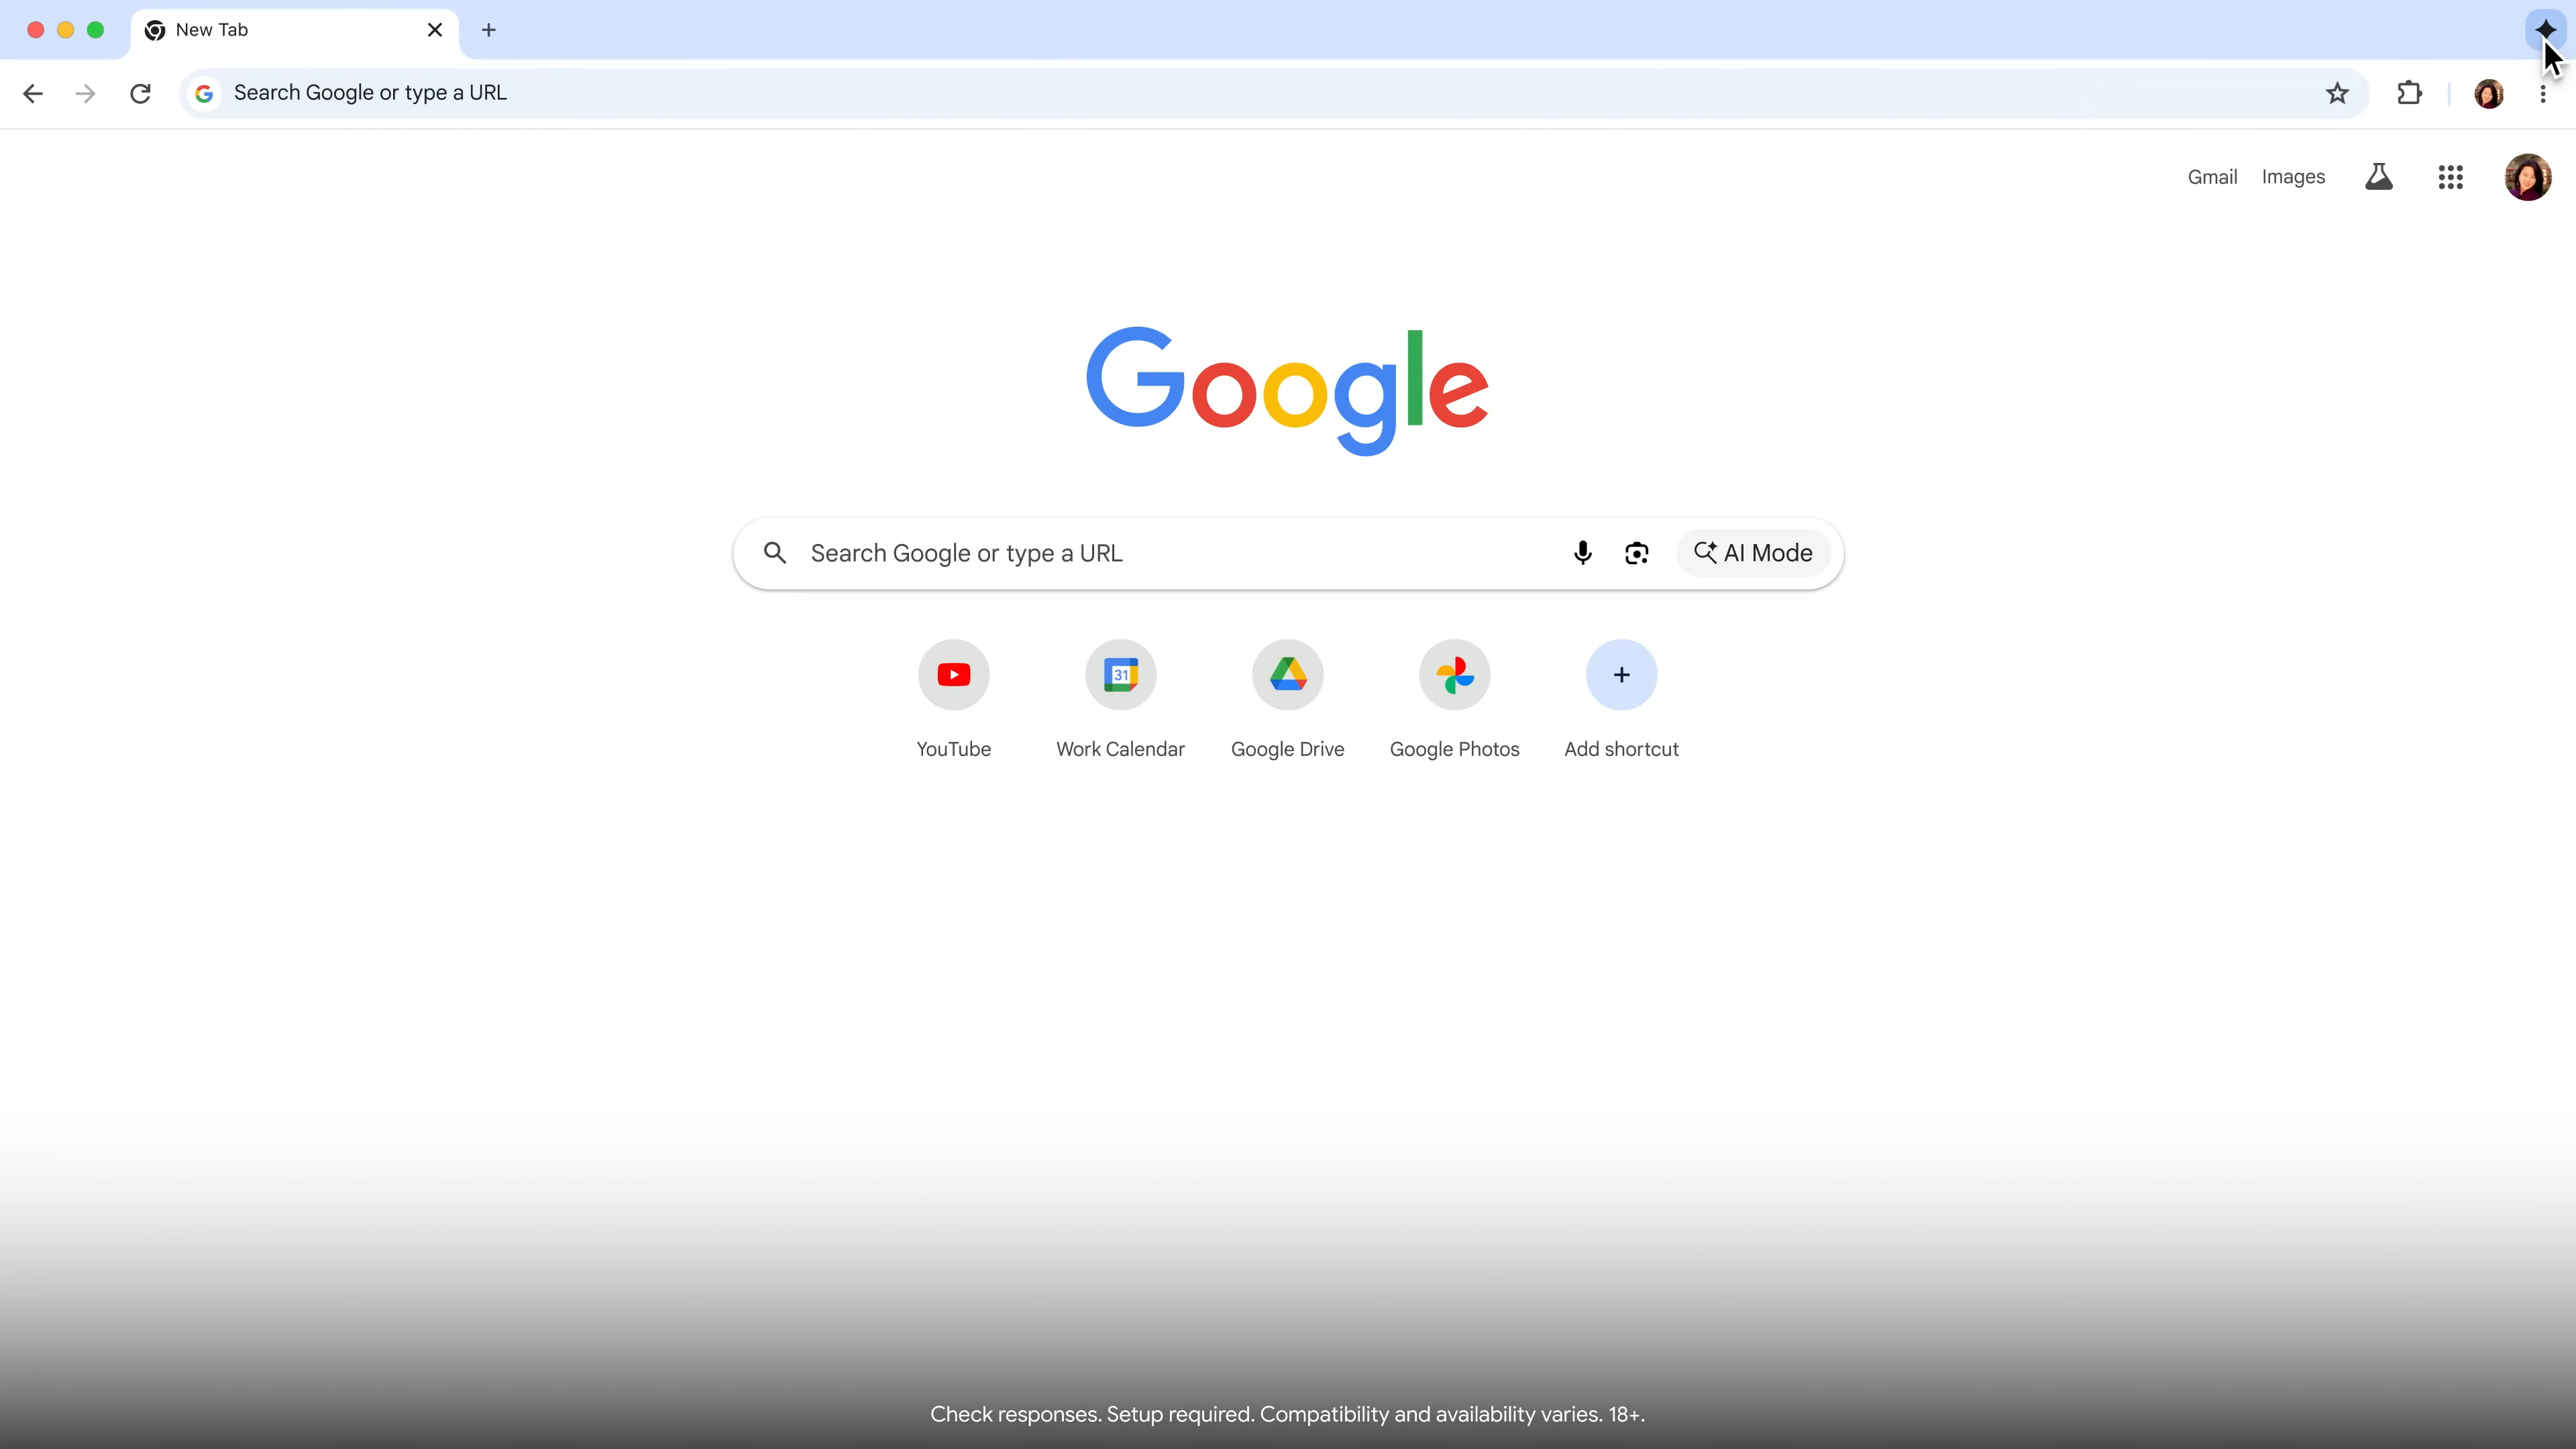 New Tab
Search Google or type a URL
Gmail Images
Google
Search Google or type a URL AI Mode
31
YouTube Work Calendar Google Drive Google Photos Add shortcut
Check responses. Setup required. Compatibility and availability varies. 18+.